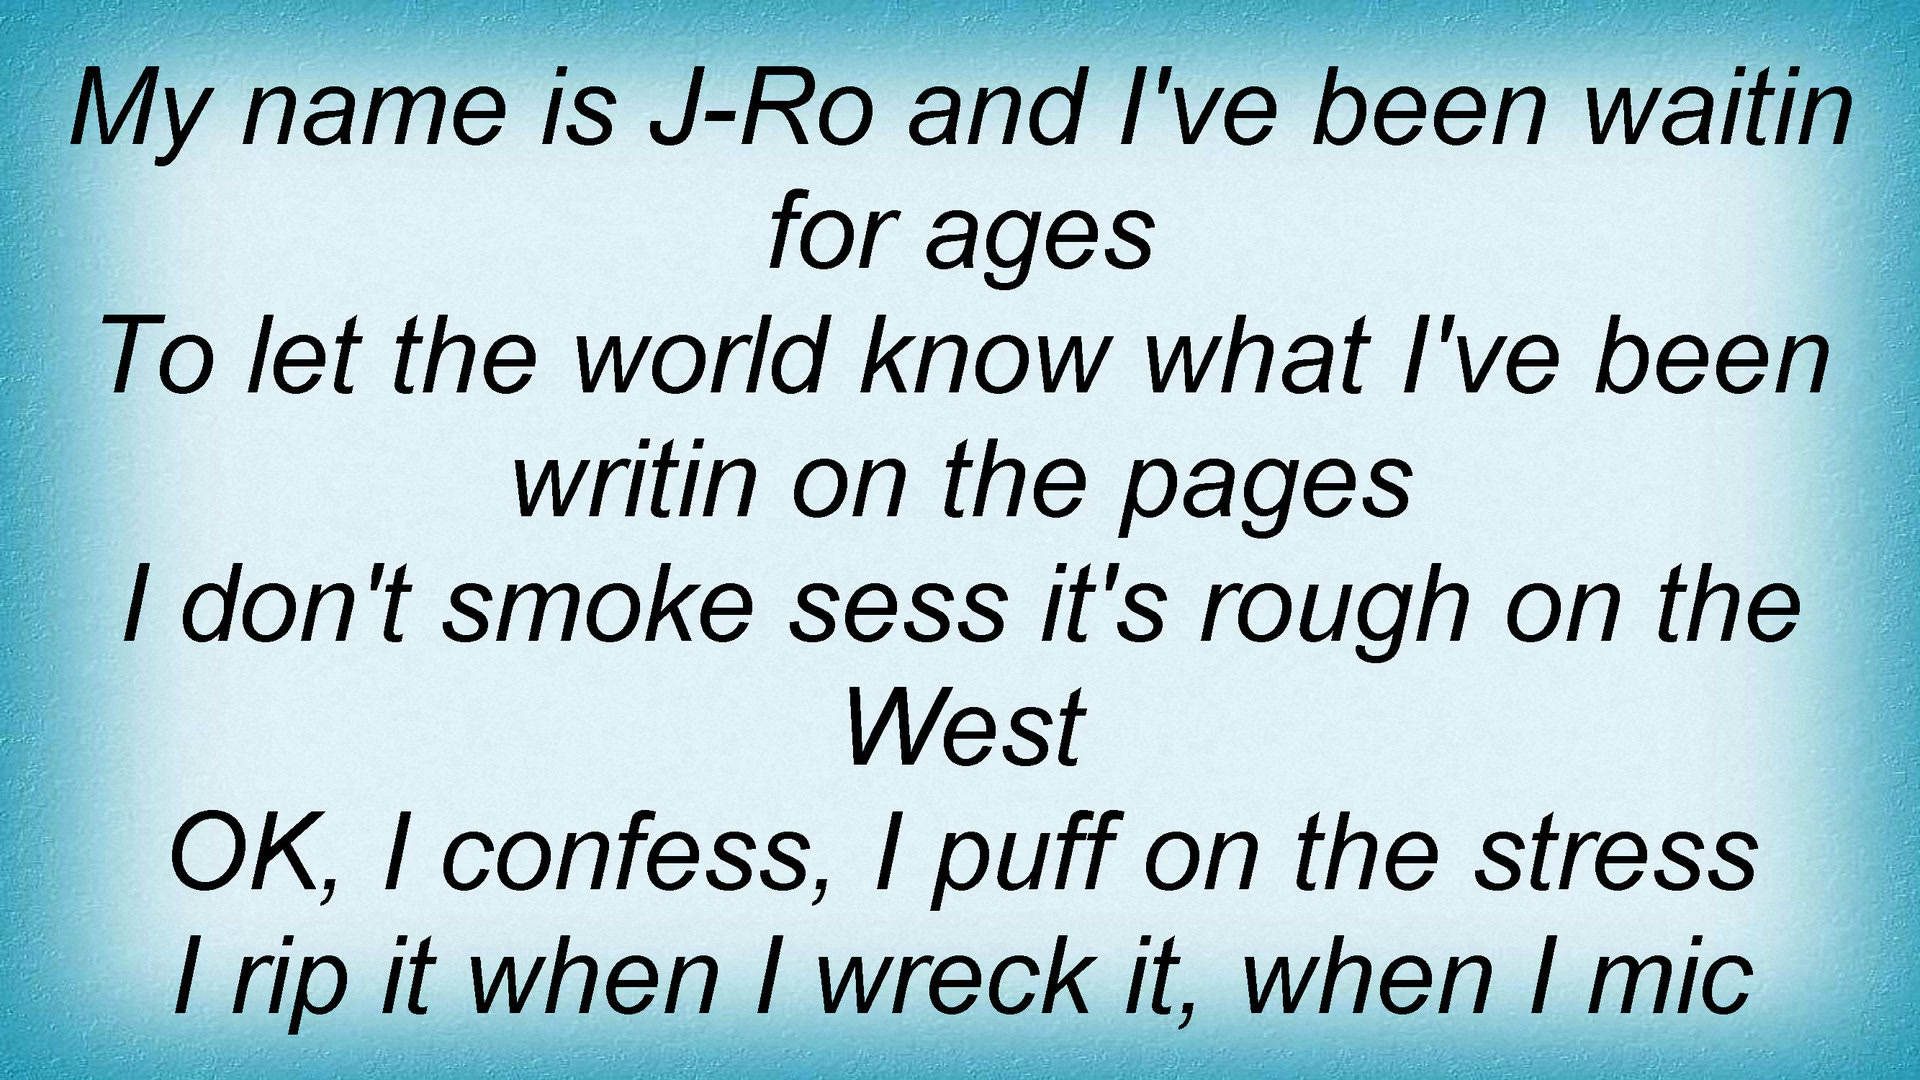 My name is J-Ro and I've been waitin
for ages
To let the world know what I've been
writin on the pages
I don't smoke sess it's rough on the
West
OK, I confess, I puff on the stress
I rip it when I wreck it, when I mic